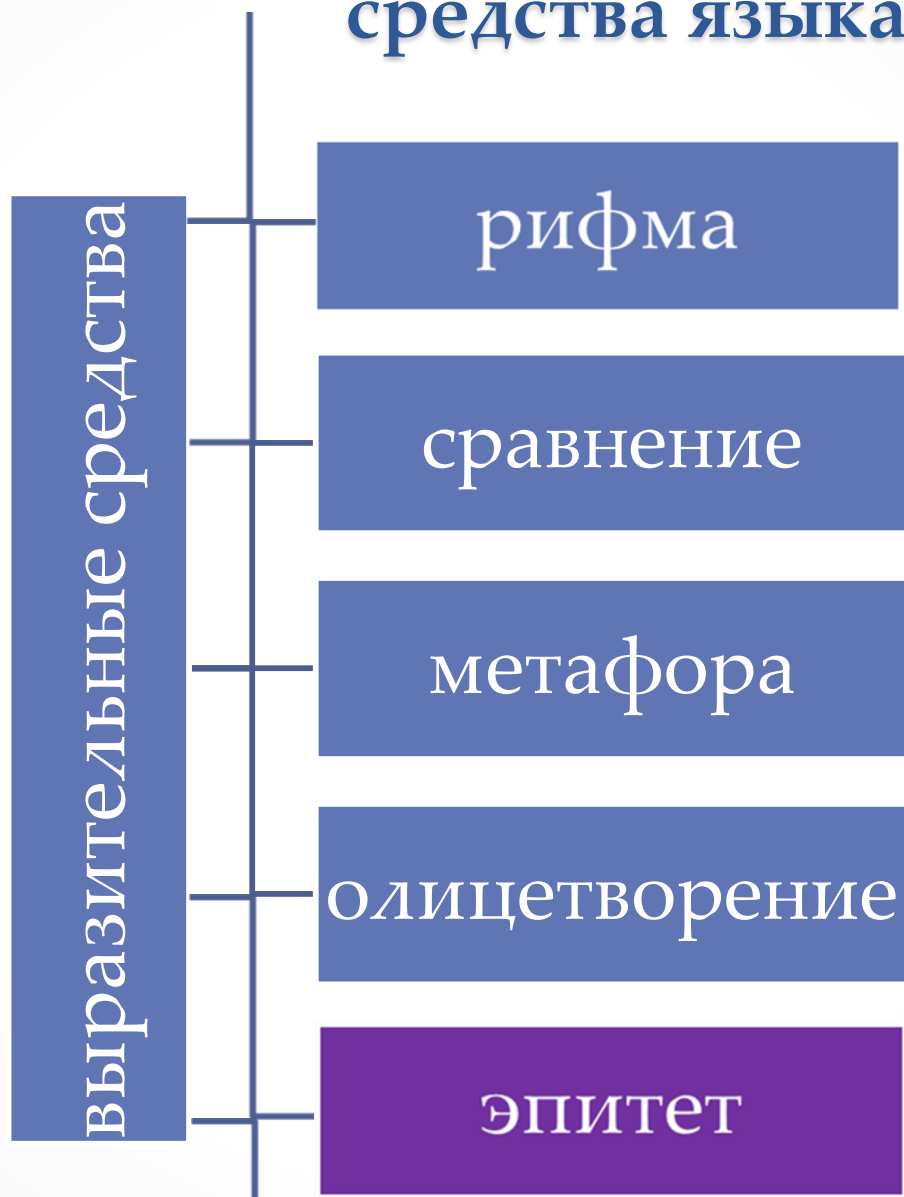 средства языка
выразительные средства
рифма
сравнение
метафора
олицетворение
эпитет